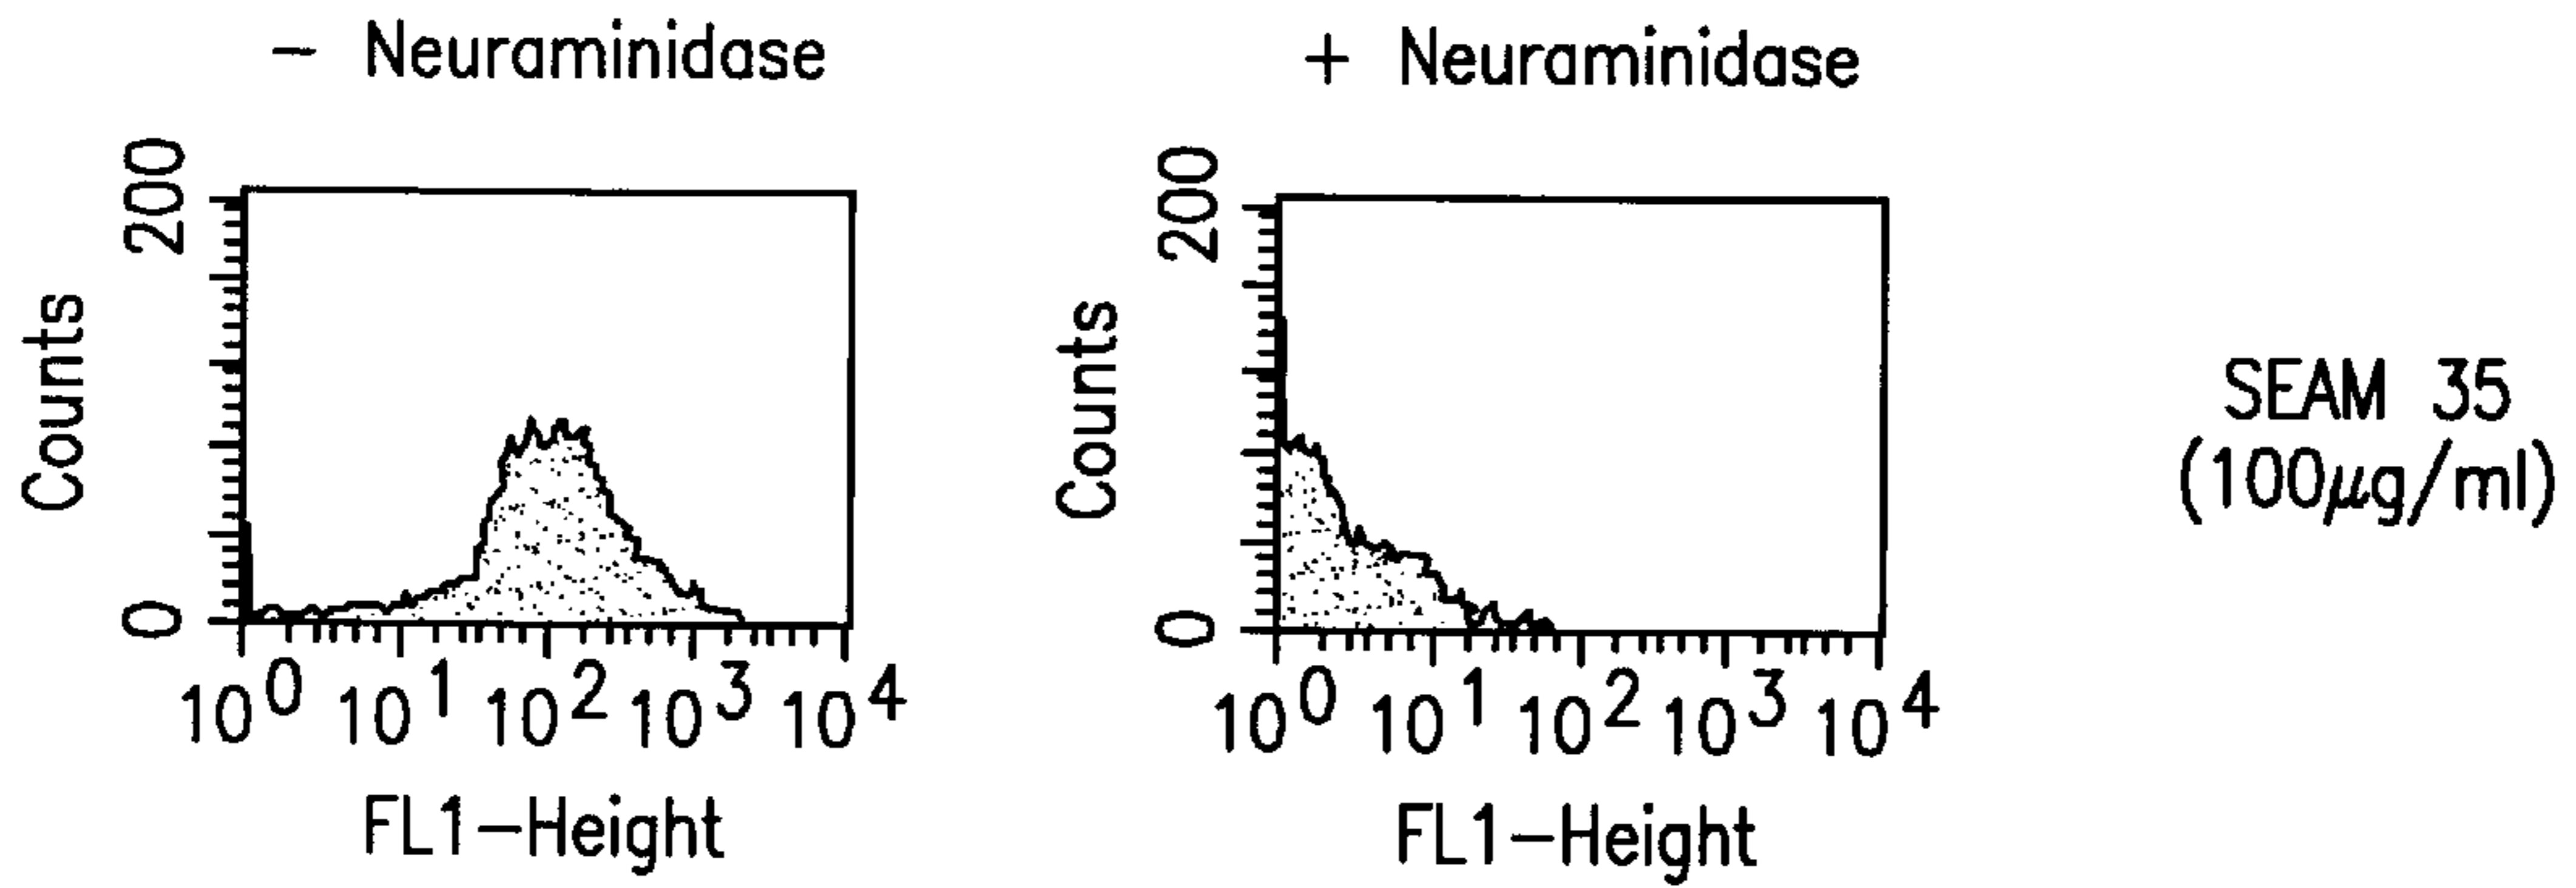 − Neuraminidase
+ Neuraminidase
Counts
200
0
10^0 10^1 10^2 10^3 10^4
FL1−Height
Counts
200
0
10^0 10^1 10^2 10^3 10^4
FL1−Height
SEAM 35
(100μg/ml)